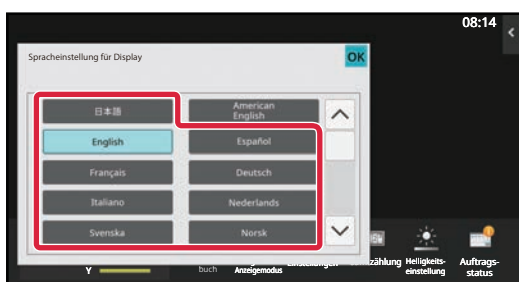 08:14
Spracheinstellung für Display
OK
日本語
American
English
English
Español
Français
Deutsch
Italiano
Nederlands
Svenska
Norsk
Y
buch
Anzeigemodus
zählung
Helligkeits-
einstellung
Auftrags-
status